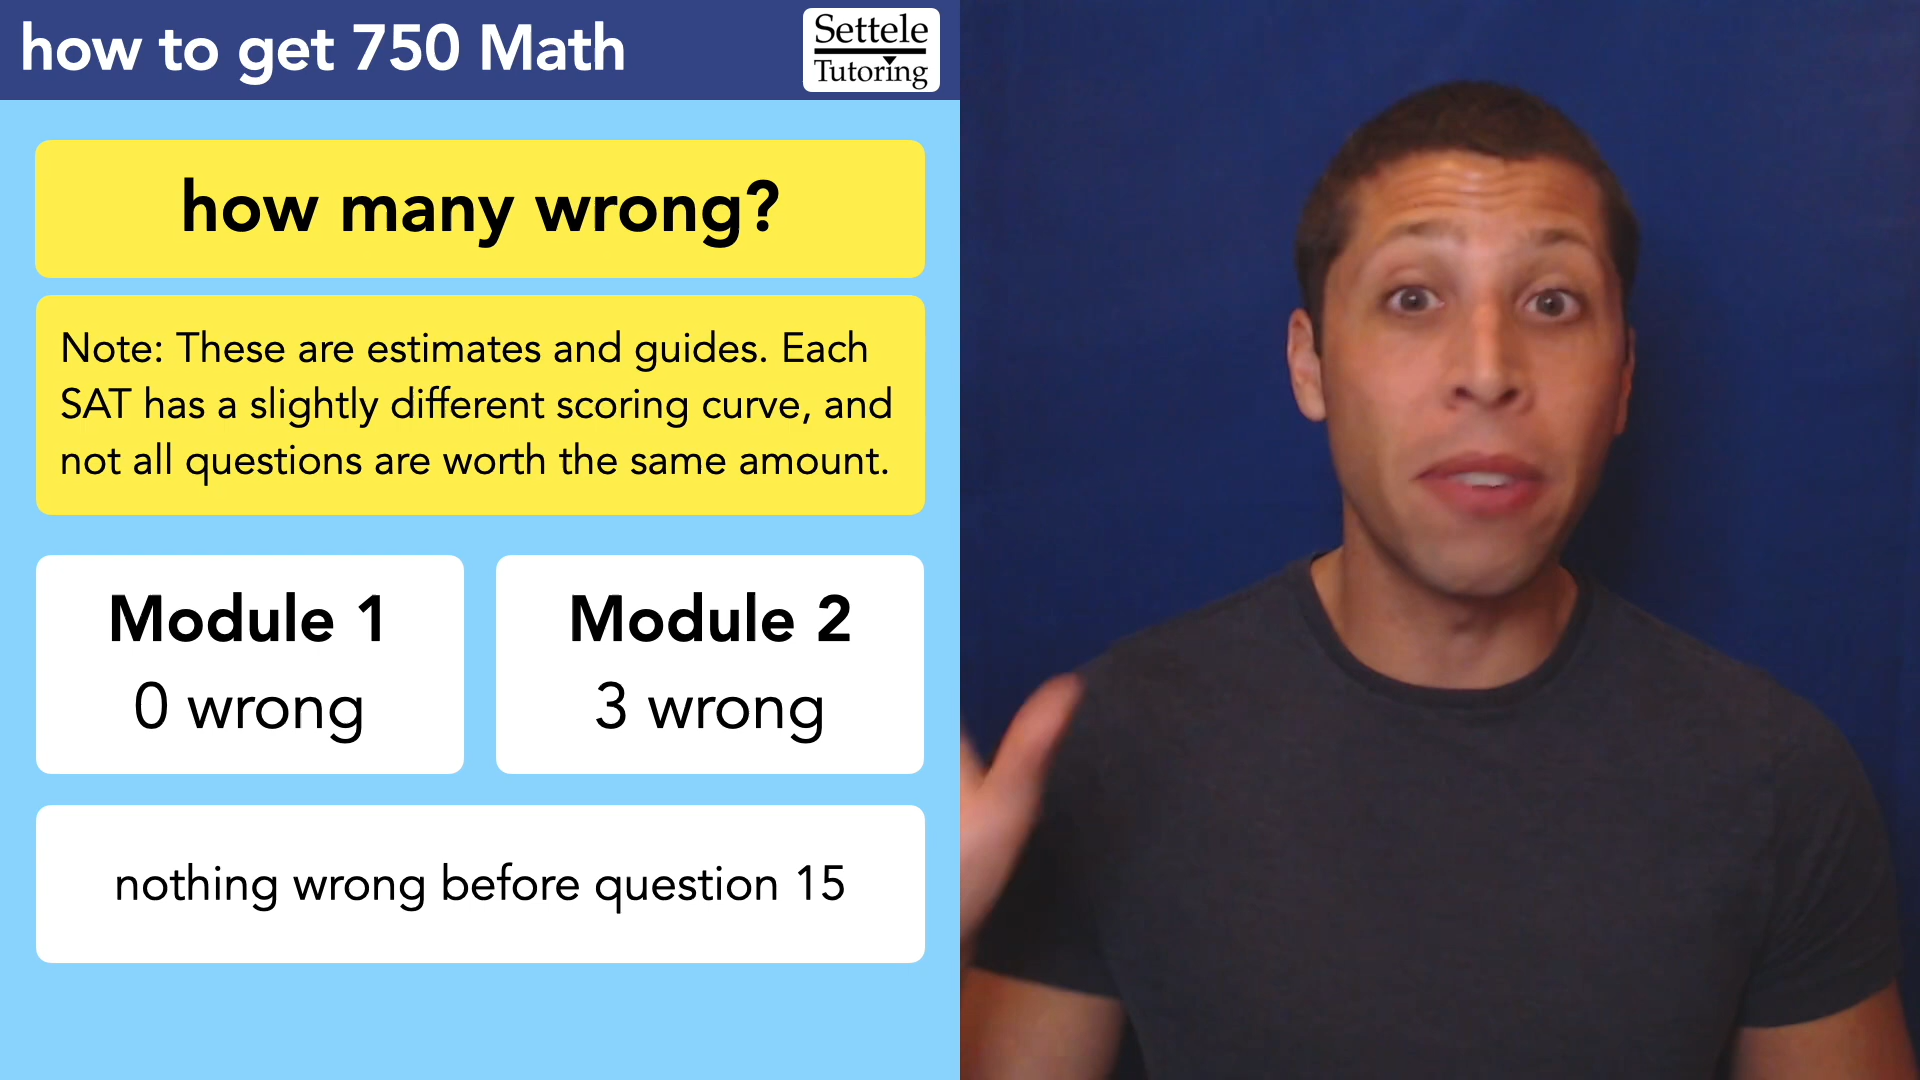 how to get 750 Math
Settele
Tutoring
how many wrong?
Note: These are estimates and guides. Each
SAT has a slightly different scoring curve, and
not all questions are worth the same amount.
Module 1
0 wrong
Module 2
3 wrong
nothing wrong before question 15